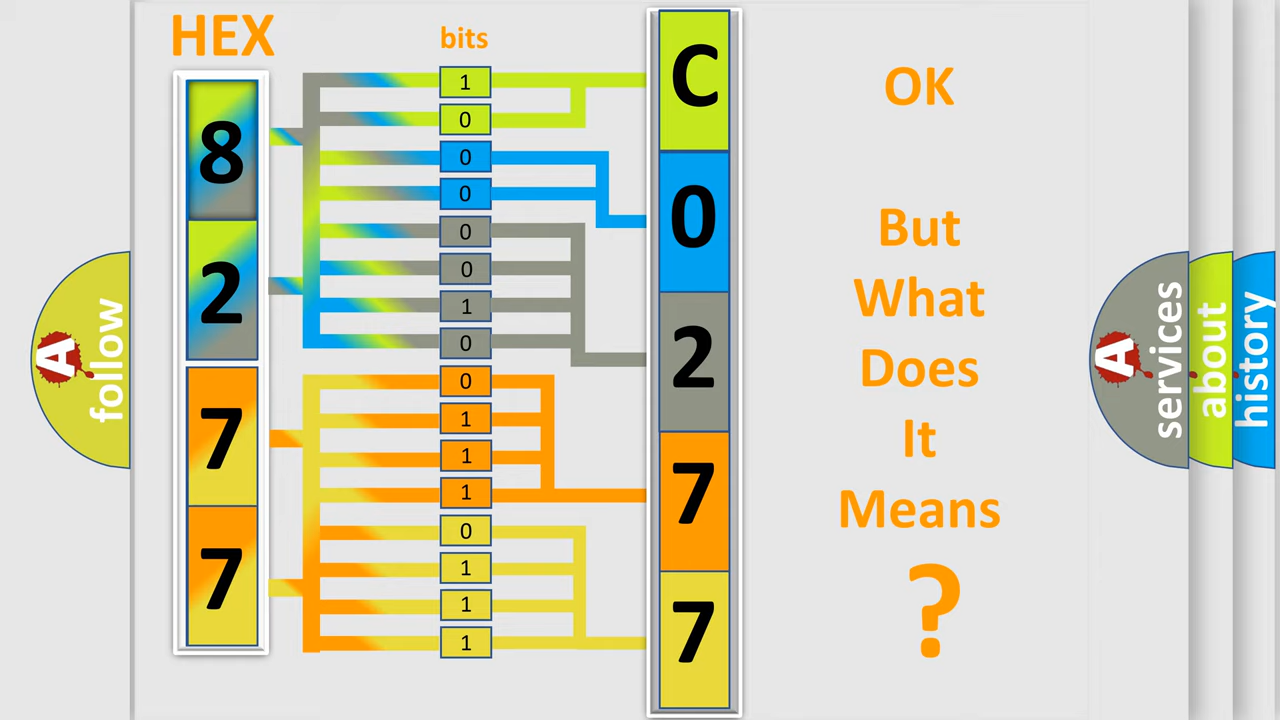 HEX
bits
8
2
7
7
1
0
0
0
0
0
1
0
0
1
1
1
0
1
1
1
C
0
2
7
7
OK
But
What
Does
It
Means
?
A
follow
A
services
about
history